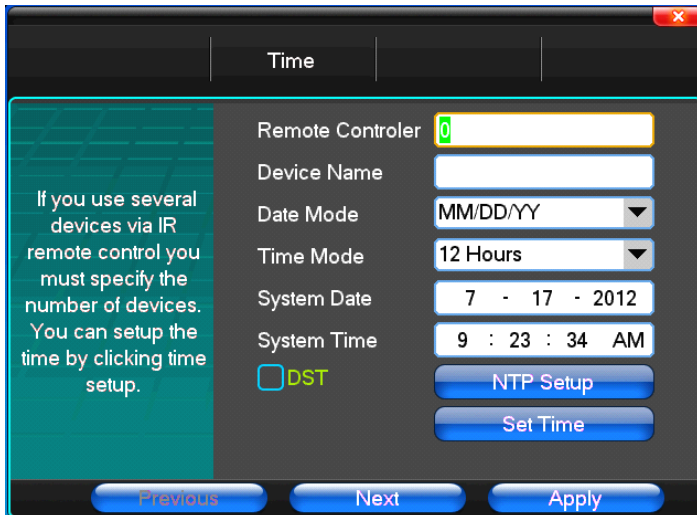 Time
If you use several
devices via IR
remote control you
must specify the
number of devices.
You can setup the
time by clicking time
setup.
Remote Controler 0
Device Name
Date Mode MM/DD/YY
Time Mode 12 Hours
System Date 7 - 17 - 2012
System Time 9 : 23 : 34 AM
DST
NTP Setup
Set Time
Previous Next Apply